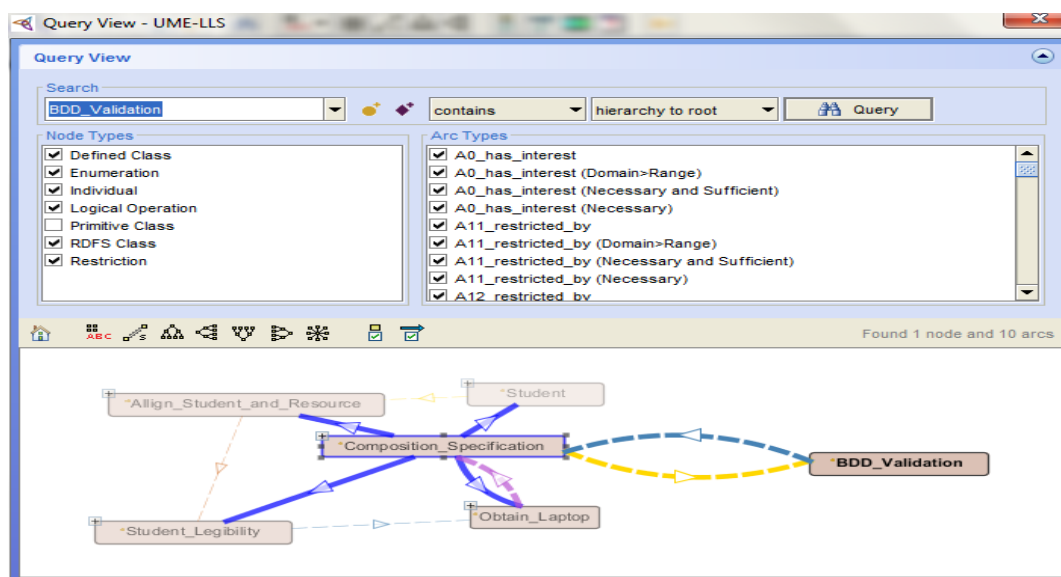 Query View - UME-LLS
Query View
Search
BDD_Validation
contains
hierarchy to root
Query
Node Types
Defined Class
Enumeration
Individual
Logical Operation
Primitive Class
RDFS Class
Restriction
Arc Types
A0_has_interest
A0_has_interest (Domain>Range)
A0_has_interest (Necessary and Sufficient)
A0_has_interest (Necessary)
A11_restricted_by
A11_restricted_by (Domain>Range)
A11_restricted_by (Necessary and Sufficient)
A11_restricted_by (Necessary)
A12_restricted_by
ABC
S
Found 1 node and 10 arcs
*Student
*Allign_Student_and_Resource
*Composition_Specification
*BDD_Validation
*Obtain_Laptop
*Student_Legibility